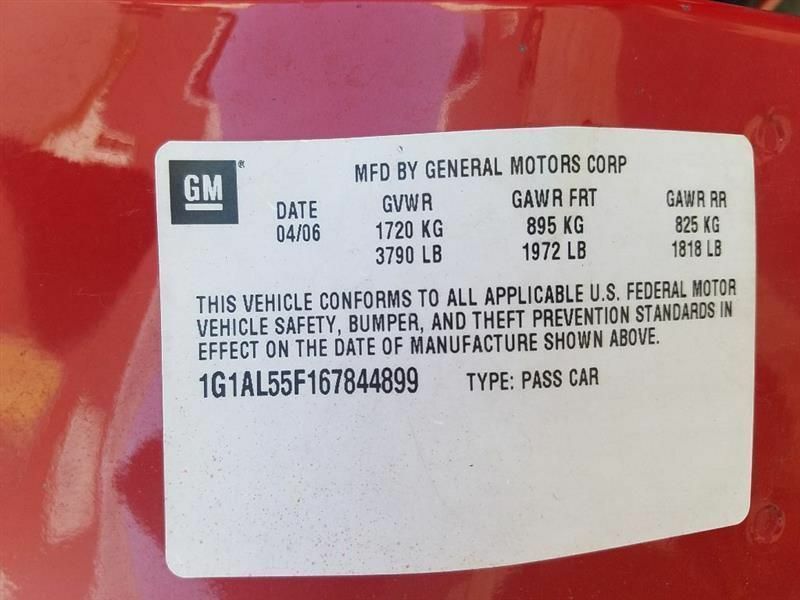 GM®
MFD BY GENERAL MOTORS CORP
DATE GVWR GAWR FRT GAWR RR
04/06 1720 KG 895 KG 825 KG
3790 LB 1972 LB 1818 LB
THIS VEHICLE CONFORMS TO ALL APPLICABLE U.S. FEDERAL MOTOR
VEHICLE SAFETY, BUMPER, AND THEFT PREVENTION STANDARDS IN
EFFECT ON THE DATE OF MANUFACTURE SHOWN ABOVE.
1G1AL55F167844899 TYPE: PASS CAR